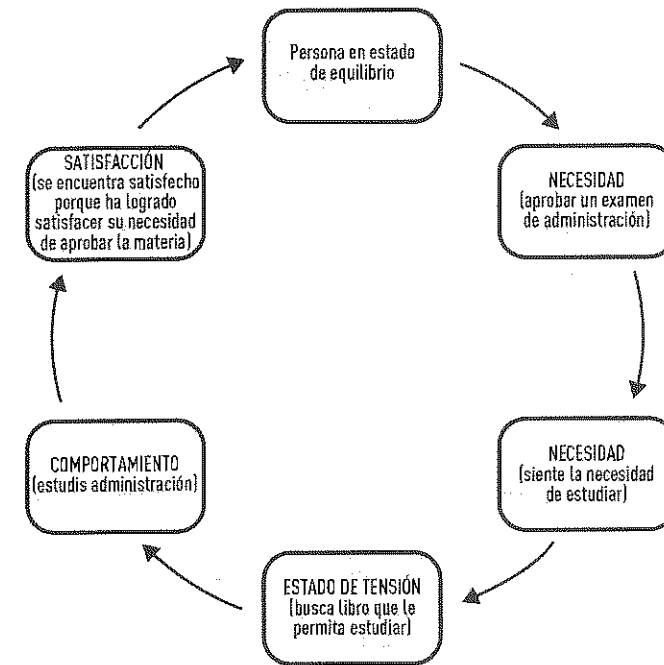 Persona en estado
de equilibrio
NECESIDAD
(aprobar un examen
de administración)
NECESIDAD
(siente la necesidad
de estudiar)
ESTADO DE TENSIÓN
(busca libro que le
permita estudiar)
COMPORTAMIENTO
(estudis administración)
SATISFACCIÓN
(se encuentra satisfecho
porque ha logrado
satisfacer su necesidad
de aprobar la materia)